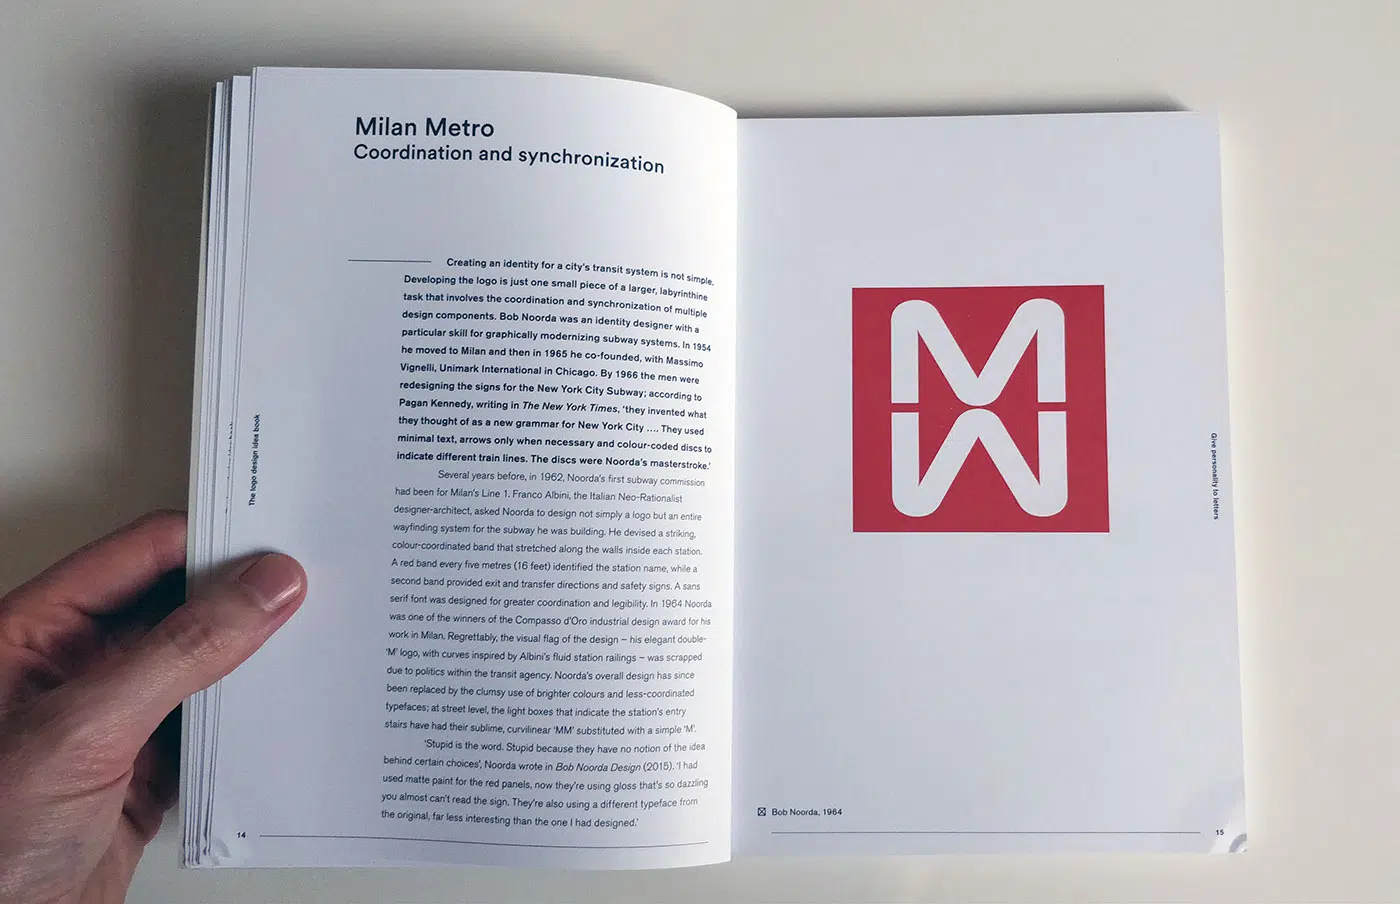 Milan Metro
Coordination and synchronization
Creating an identity for a city's transit system is not simple.
Developing the logo is just one small piece of a larger, labyrinthine
task that involves the coordination and synchronization of multiple
design components. Bob Noorda was an identity designer with a
particular skill for graphically modernizing subway systems. In 1954
he moved to Milan and then in 1965 he co-founded, with Massimo
Vignelli, Unimark International in Chicago. By 1966 the men were
redesigning the signs for the New York City Subway; according to
Pagan Kennedy, writing in The New York Times, 'they invented what
they thought of as a new grammar for New York City .... They used
minimal text, arrows only when necessary and colour-coded discs to
indicate different train lines. The discs were Noorda's masterstroke.'
Several years before, in 1962, Noorda's first subway commission
had been for Milan's Line 1. Franco Albini, the Italian Neo-Rationalist
designer-architect, asked Noorda to design not simply a logo but an entire
wayfinding system for the subway he was building. He devised a striking,
colour-coordinated band that stretched along the walls inside each station.
A red band every five metres (16 feet) identified the station name, while a
second band provided exit and transfer directions and safety signs. A sans
serif font was designed for greater coordination and legibility. In 1964 Noorda
was one of the winners of the Compasso d'Oro industrial design award for his
work in Milan. Regrettably, the visual flag of the design – his elegant double-
'M' logo, with curves inspired by Albini's fluid station railings – was scrapped
due to politics within the transit agency. Noorda's overall design has since
been replaced by the clumsy use of brighter colours and less-coordinated
typefaces; at street level, the light boxes that indicate the station's entry
stairs have had their sublime, curvilinear 'MM' substituted with a simple 'M'.
'Stupid is the word. Stupid because they have no notion of the idea
behind certain choices', Noorda wrote in Bob Noorda Design (2015). 'I had
used matte paint for the red panels, now they're using gloss that's so dazzling
you almost can't read the sign. They're also using a different typeface from
the original, far less interesting than the one I had designed.'
The logo design idea book
14
M
M
Give personality to letters
Bob Noorda, 1964
15